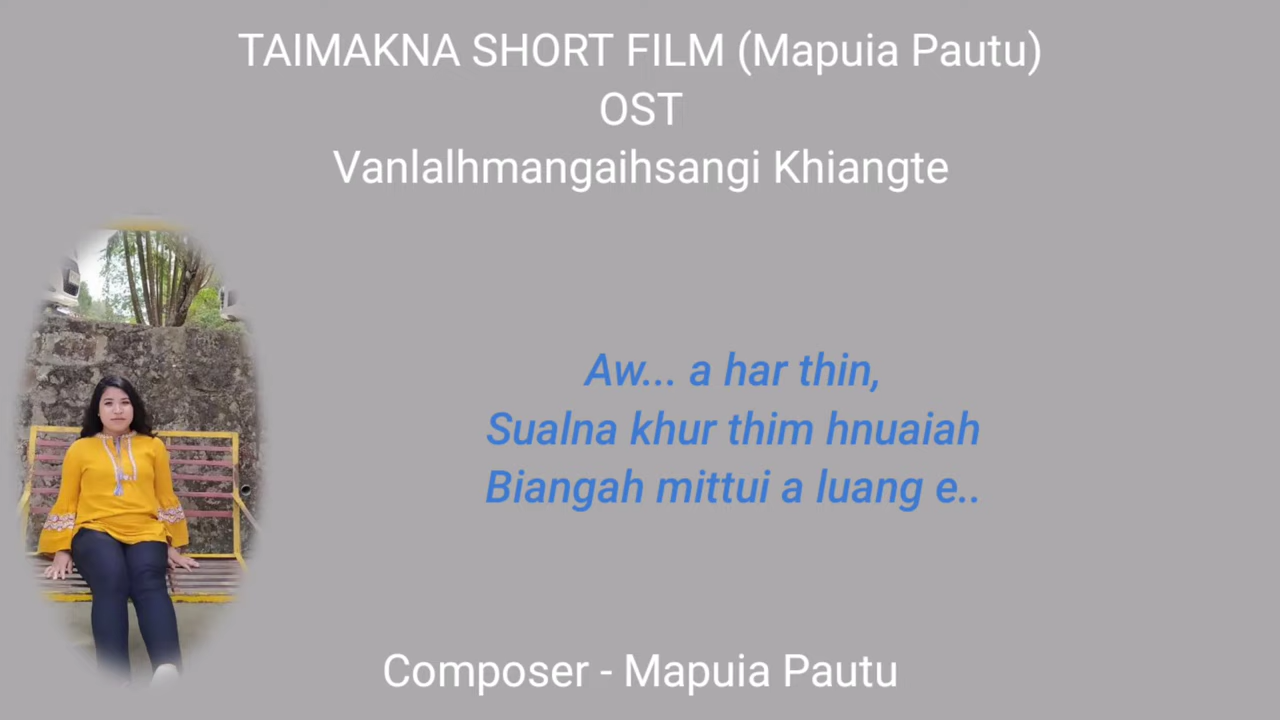 TAIMAKNA SHORT FILM (Mapuia Pautu)
OST
Vanlalhmangaihsangi Khiangte
Aw... a har thin,
Sualna khur thim hnuaiah
Biangah mittui a luang e..
Composer - Mapuia Pautu